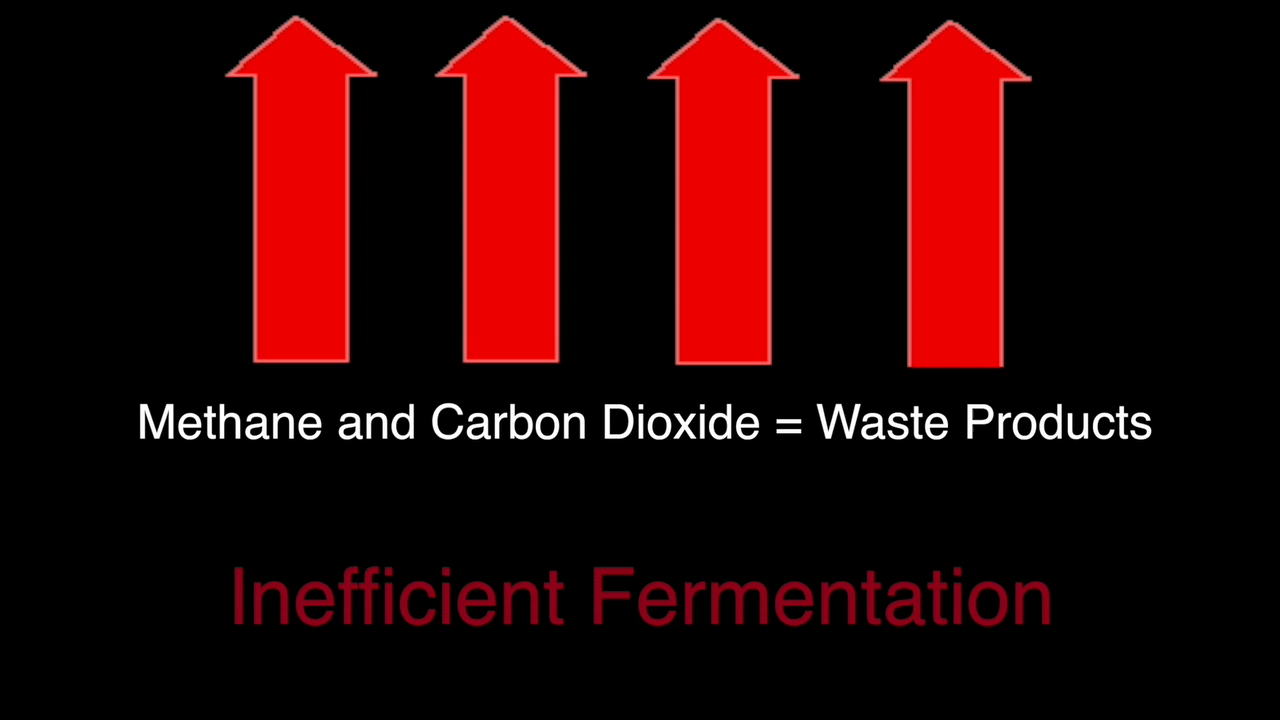 Methane and Carbon Dioxide = Waste Products
Inefficient Fermentation